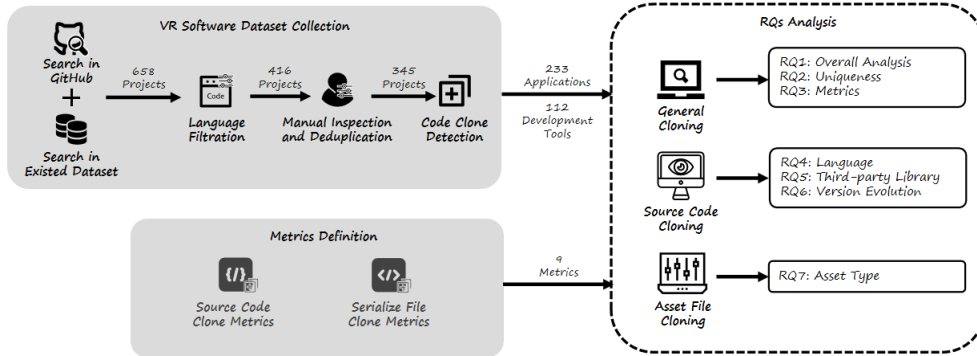 VR Software Dataset Collection
Search in
GitHub
+
Search in
Existed Dataset
658
Projects
Code
Language
Filtration
416
Projects
Manual Inspection
and Deduplication
345
Projects
Code Clone
Detection
233
Applications
112
Development
Tools
Metrics Definition
{/}
Source Code
Clone Metrics
</>
Serialize File
Clone Metrics
9
Metrics
RQs Analysis
General
Cloning
RQ1: Overall Analysis
RQ2: Uniqueness
RQ3: Metrics
Source Code
Cloning
RQ4: Language
RQ5: Third-party Library
RQ6: Version Evolution
Asset File
Cloning
RQ7: Asset Type